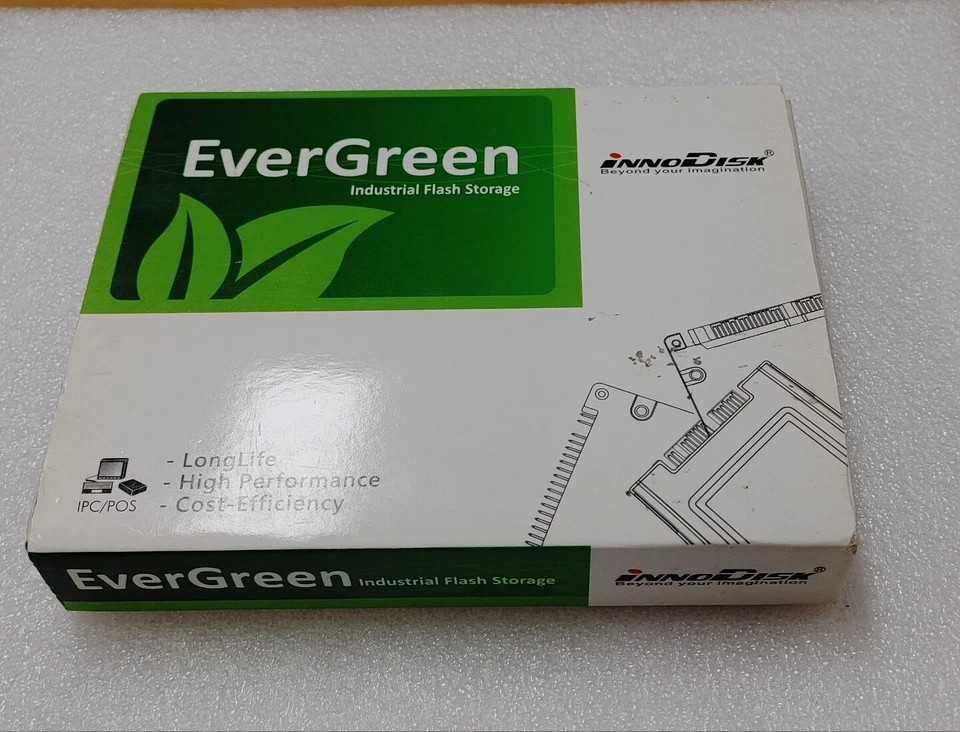 EverGreen
Industrial Flash Storage
INNODISK®
Beyond your imagination
- LongLife
- High Performance
- Cost-Efficiency
IPC/POS
EverGreen Industrial Flash Storage
INNODISK®
Beyond your imagination